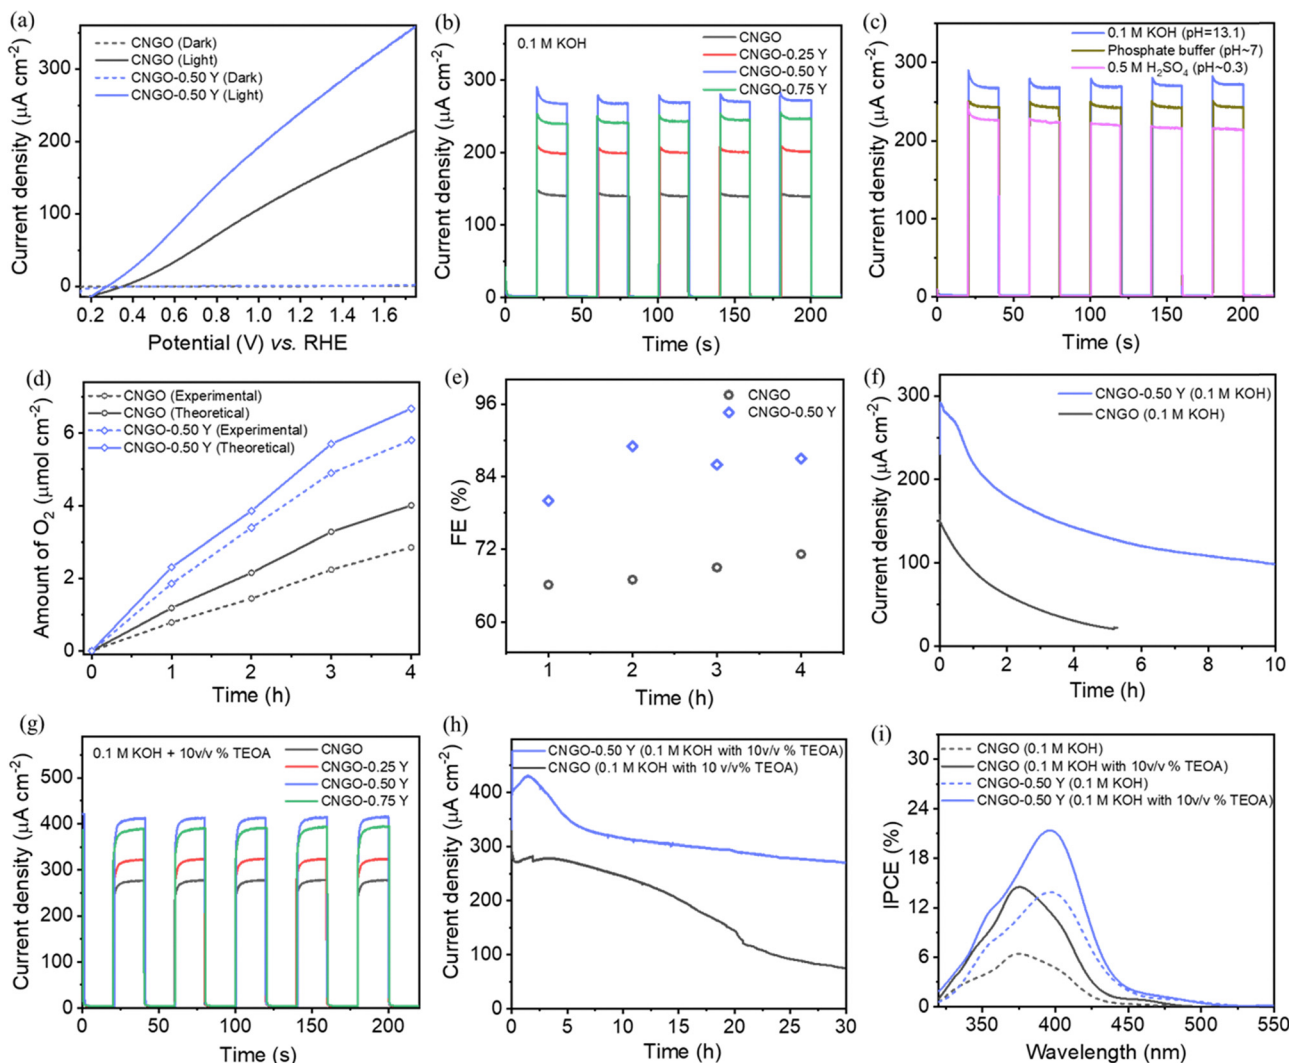 (a)
CNGO (Dark)
CNGO (Light)
CNGO-0.50 Y (Dark)
CNGO-0.50 Y (Light)
Current density (µA cm⁻²)
300
200
100
0
0.2 0.4 0.6 0.8 1.0 1.2 1.4 1.6
Potential (V) vs. RHE
(b)
0.1 M KOH
CNGO
CNGO-0.25 Y
CNGO-0.50 Y
CNGO-0.75 Y
Current density (µA cm⁻²)
300
200
100
0
0 50 100 150 200
Time (s)
(c)
0.1 M KOH (pH=13.1)
Phosphate buffer (pH~7)
0.5 M H₂SO₄ (pH~0.3)
Current density (µA cm⁻²)
300
200
100
0
0 50 100 150 200
Time (s)
(d)
CNGO (Experimental)
CNGO (Theoretical)
CNGO-0.50 Y (Experimental)
CNGO-0.50 Y (Theoretical)
Amount of O₂ (µmol cm⁻²)
6
4
2
0
0 1 2 3 4
Time (h)
(e)
CNGO
CNGO-0.50 Y
FE (%)
96
84
72
60
1 2 3 4
Time (h)
(f)
CNGO-0.50 Y (0.1 M KOH)
CNGO (0.1 M KOH)
Current density (µA cm⁻²)
300
200
100
0
0 2 4 6 8 10
Time (h)
(g)
0.1 M KOH + 10v/v % TEOA
CNGO
CNGO-0.25 Y
CNGO-0.50 Y
CNGO-0.75 Y
Current density (µA cm⁻²)
500
400
300
200
100
0
0 50 100 150 200
Time (s)
(h)
CNGO-0.50 Y (0.1 M KOH with 10v/v % TEOA)
CNGO (0.1 M KOH with 10 v/v% TEOA)
Current density (µA cm⁻²)
400
300
200
100
0
0 5 10 15 20 25 30
Time (h)
(i)
CNGO (0.1 M KOH)
CNGO (0.1 M KOH with 10v/v % TEOA)
CNGO-0.50 Y (0.1 M KOH)
CNGO-0.50 Y (0.1 M KOH with 10v/v % TEOA)
IPCE (%)
30
24
18
12
6
0
350 400 450 500 550
Wavelength (nm)